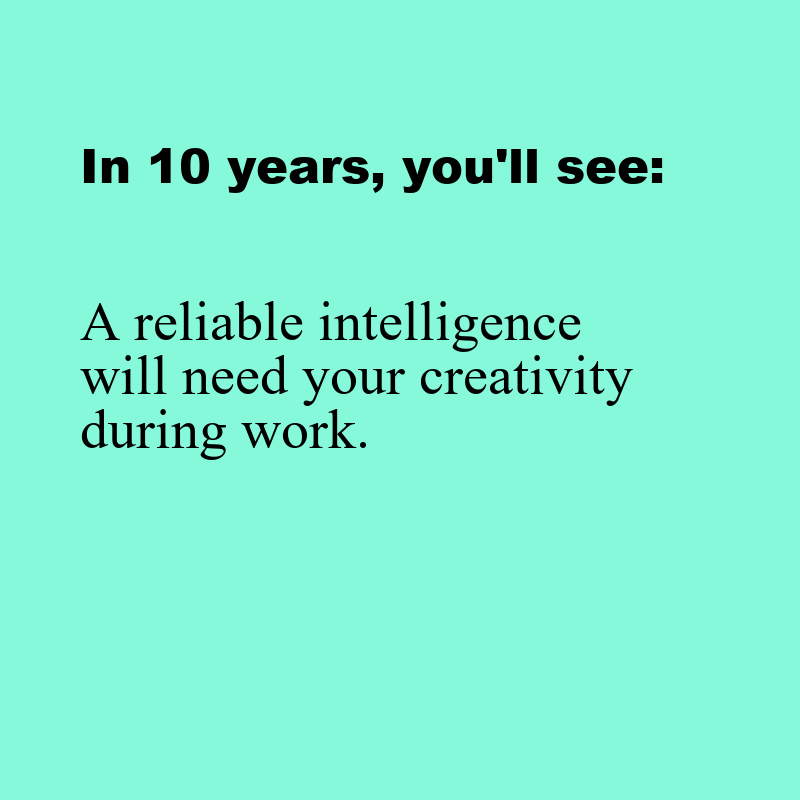 In 10 years, you'll see:
A reliable intelligence
will need your creativity
during work.